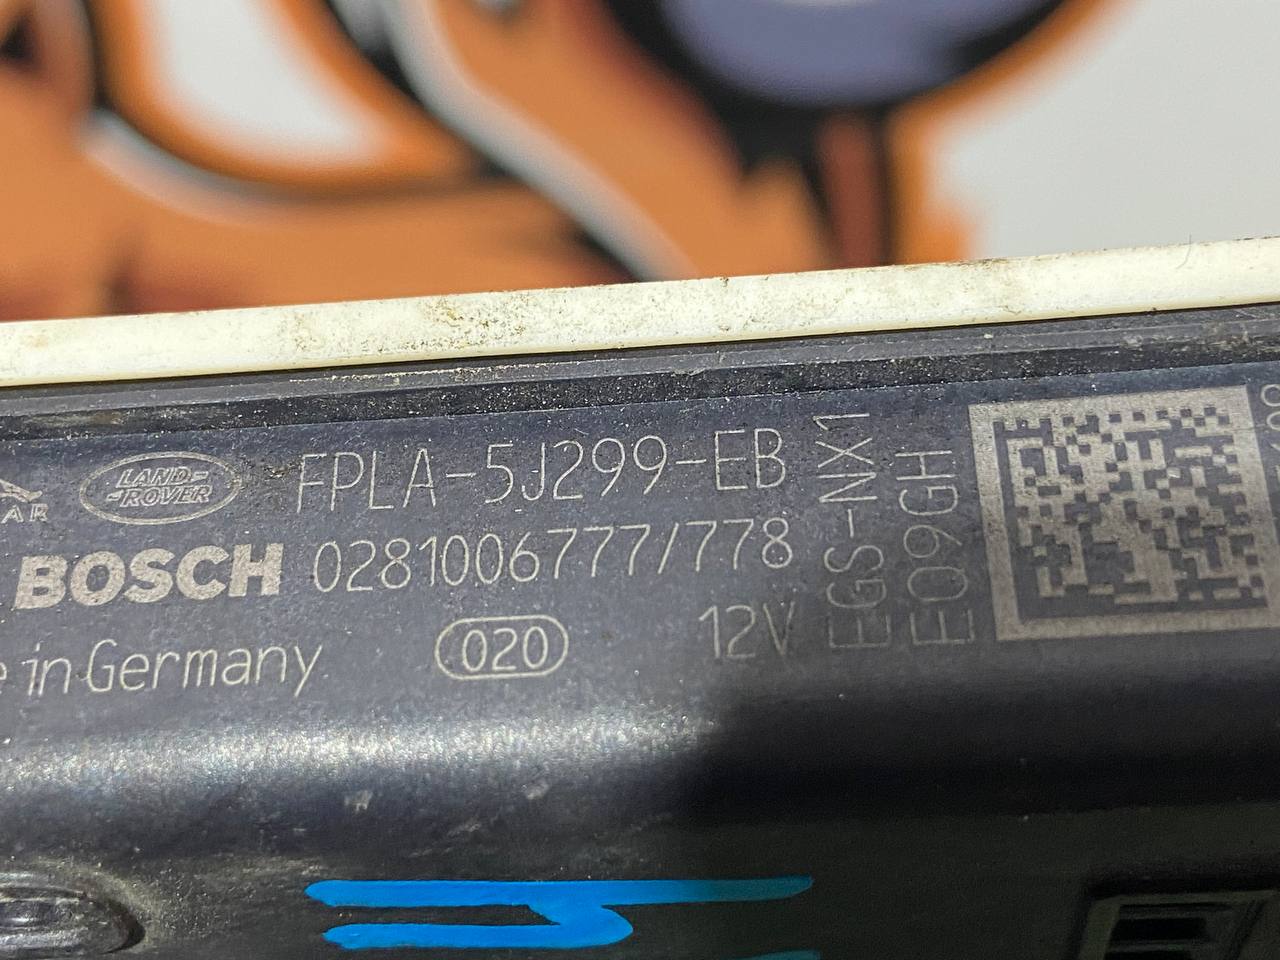 LAND-
-ROVER
FPLA-5J299-EB
BOSCH 0281006777/778
in Germany
020
12V
EGS-NX1
E09GH